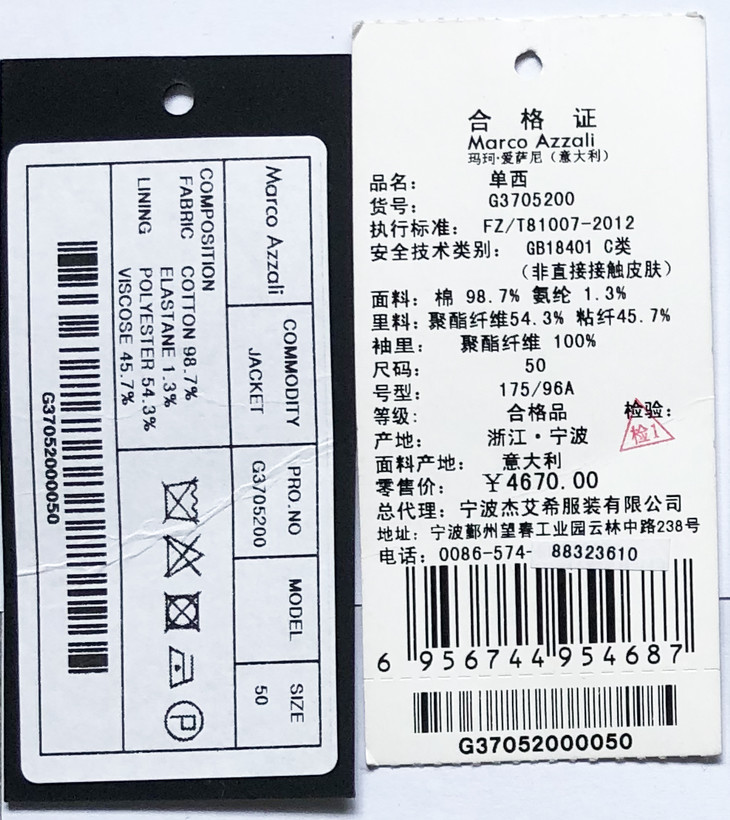 Marco Azzali
COMMODITY
PRO.NO
MODEL
SIZE
JACKET
G3705200
50
COMPOSITION
FABRIC COTTON 98.7%
ELASTANE 1.3%
LINING POLYESTER 54.3%
VISCOSE 45.7%
P
G37052000050
合格证
Marco Azzali
玛珂·爱萨尼(意大利)
品名: 单西
货号: G3705200
执行标准: FZ/T81007-2012
安全技术类别: GB18401 C类
(非直接接触皮肤)
面料: 棉 98.7% 氨纶 1.3%
里料: 聚酯纤维54.3% 粘纤45.7%
袖里: 聚酯纤维 100%
尺码: 50
号型: 175/96A
等级: 合格品 检验:
检1
产地: 浙江·宁波
面料产地: 意大利
零售价: ¥4670.00
总代理: 宁波杰艾希服装有限公司
地址: 宁波鄞州望春工业园云林中路238号
电话: 0086-574-88323610
6 956744 954687
G37052000050